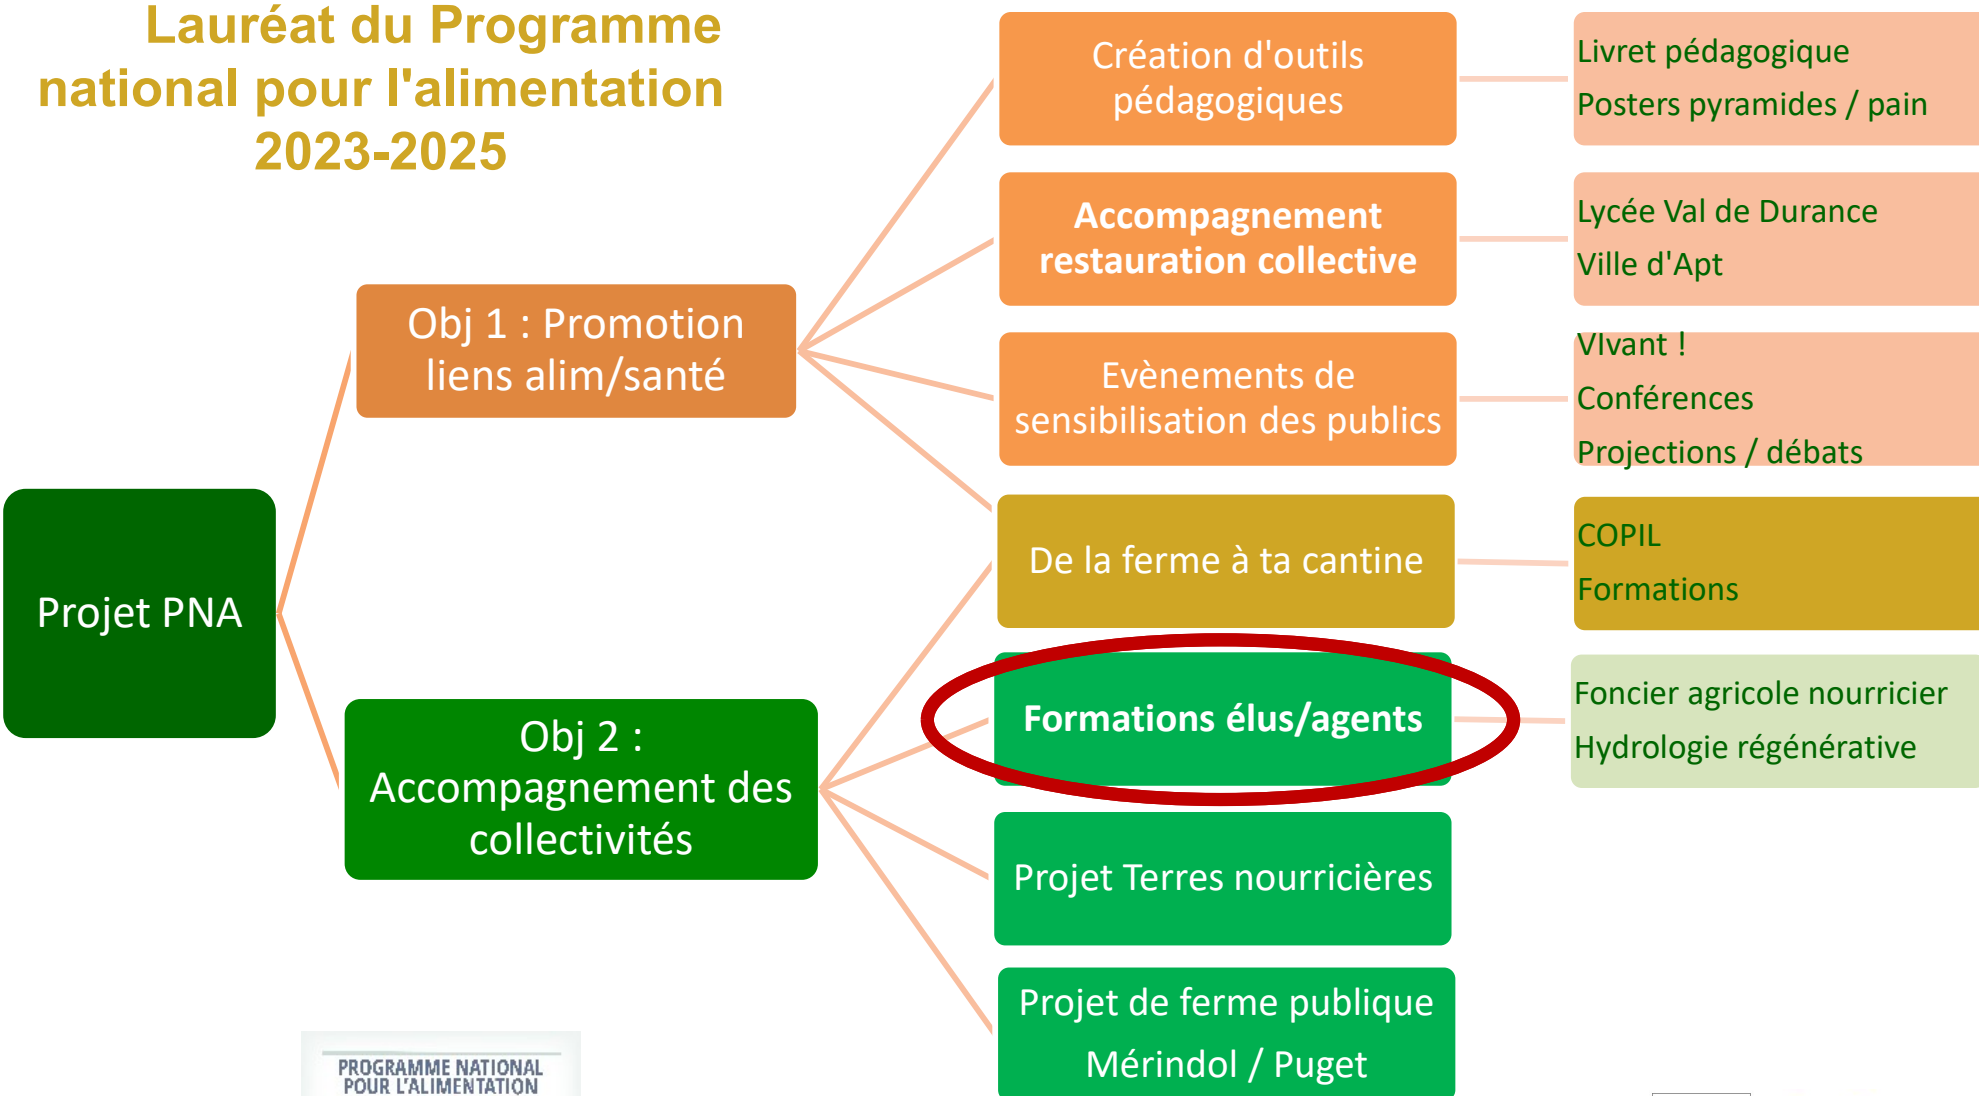 Lauréat du Programme
national pour l'alimentation
2023-2025
Projet PNA
Obj 1 : Promotion
liens alim/santé
Obj 2 :
Accompagnement des
collectivités
Création d'outils
pédagogiques
Livret pédagogique
Posters pyramides / pain
Accompagnement
restauration collective
Lycée Val de Durance
Ville d'Apt
Evènements de
sensibilisation des publics
VIvant !
Conférences
Projections / débats
De la ferme à ta cantine
COPIL
Formations
Formations élus/agents
Foncier agricole nourricier
Hydrologie régénérative
Projet Terres nourricières
Projet de ferme publique
Mérindol / Puget
PROGRAMME NATIONAL
POUR L'ALIMENTATION